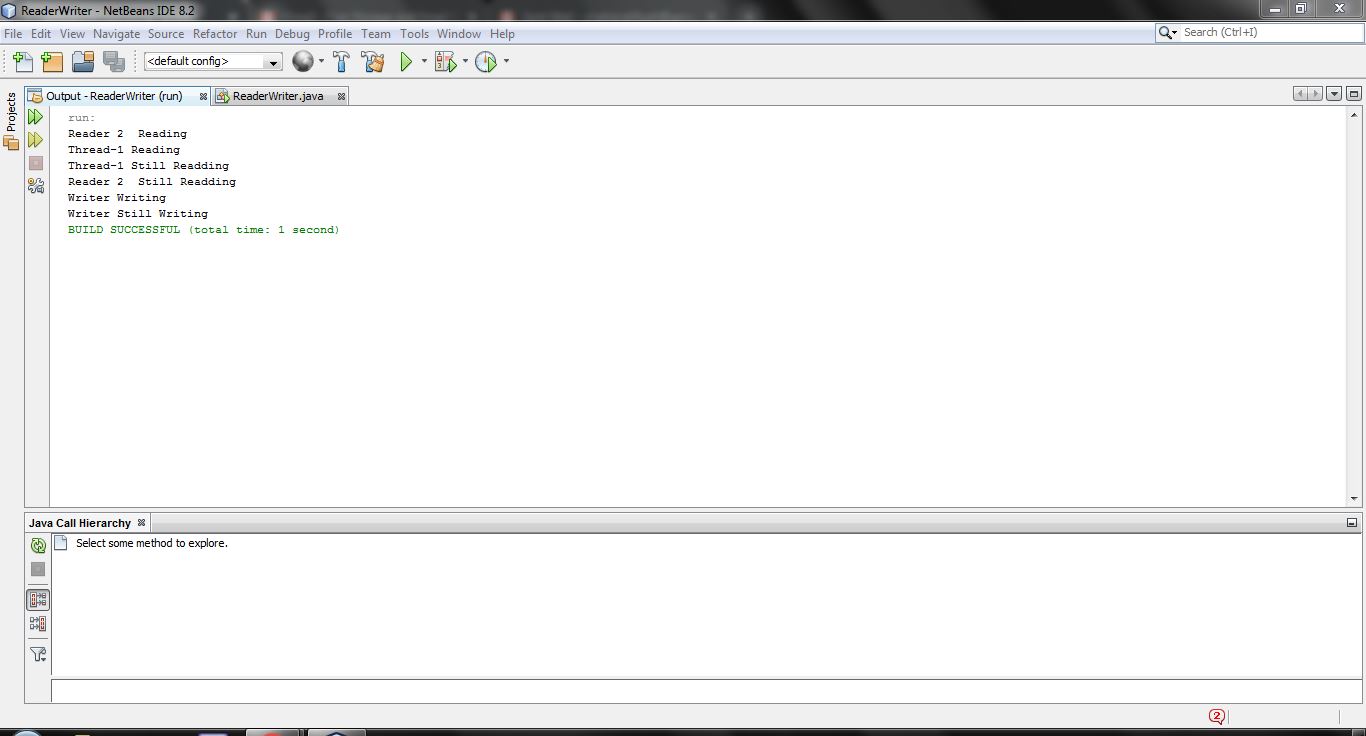 ReaderWriter - NetBeans IDE 8.2
File Edit View Navigate Source Refactor Run Debug Profile Team Tools Window Help
Search (Ctrl+I)
<default config>
Projects
Output - ReaderWriter (run)
ReaderWriter.java
run:
Reader 2  Reading
Thread-1 Reading
Thread-1 Still Readding
Reader 2  Still Readding
Writer Writing
Writer Still Writing
BUILD SUCCESSFUL (total time: 1 second)
Java Call Hierarchy
Select some method to explore.
2